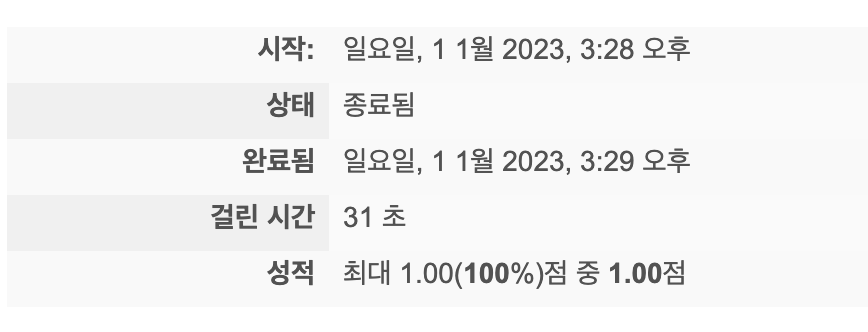 시작: 일요일, 1 1월 2023, 3:28 오후
상태 종료됨
완료됨 일요일, 1 1월 2023, 3:29 오후
걸린 시간 31 초
성적 최대 1.00(100%)점 중 1.00점